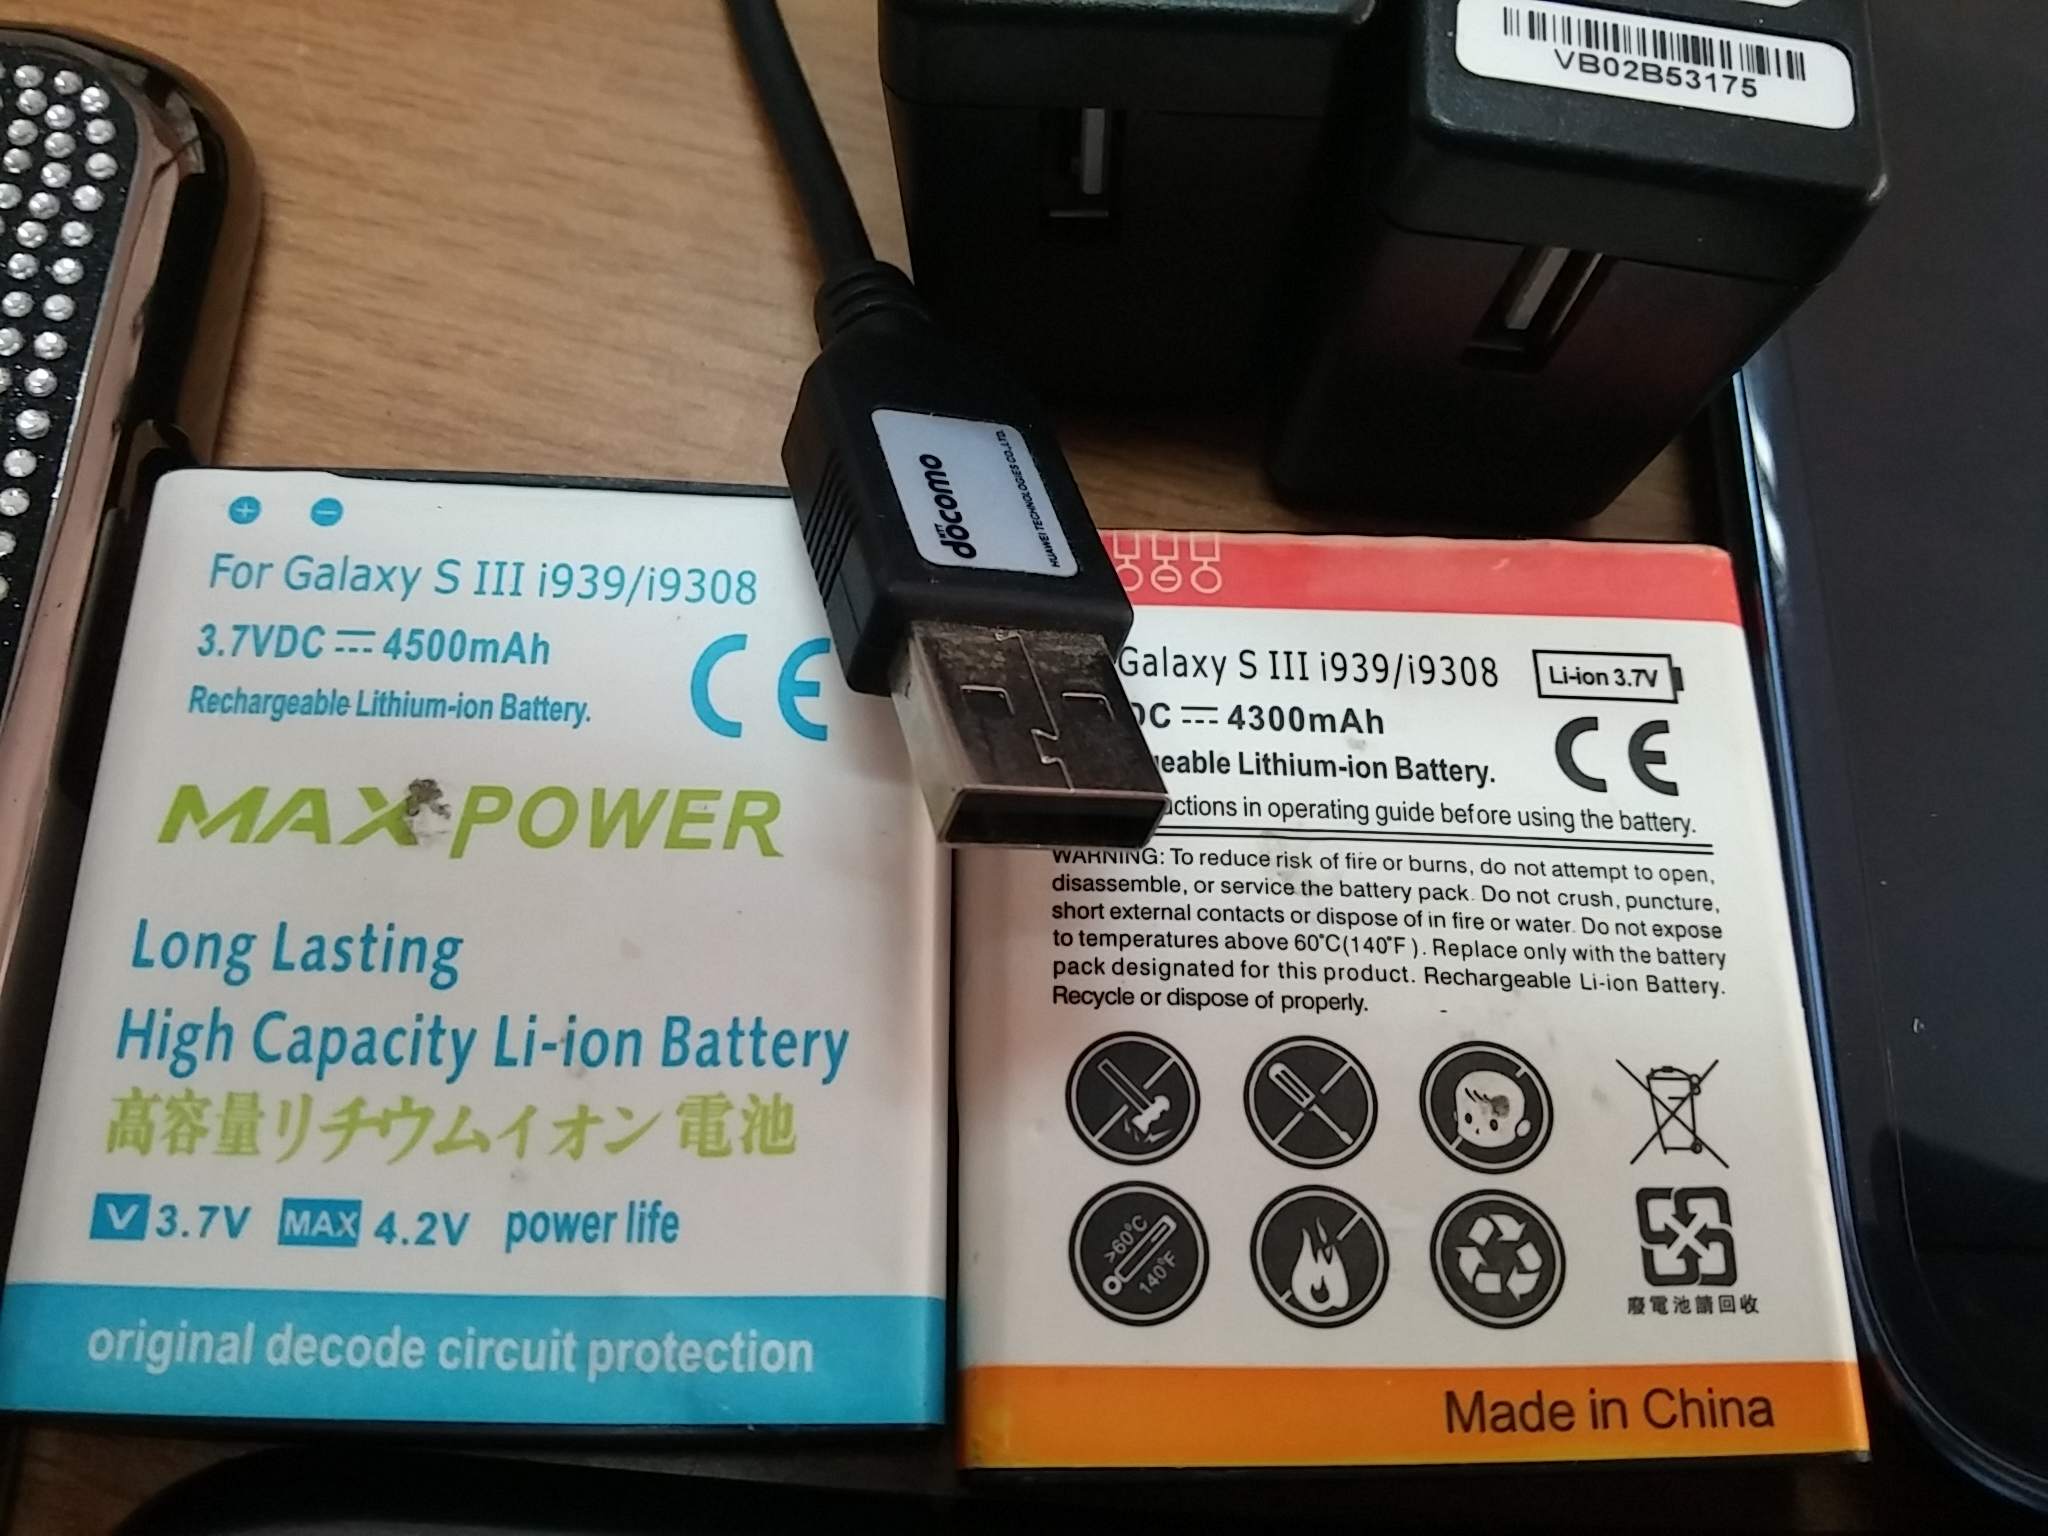 VB02B53175
NTT
docomo
HUAWEI TECHNOLOGIES CO.,LTD.
For Galaxy S III i939/i9308
3.7VDC 4500mAh
Rechargeable Lithium-ion Battery.
CE
MAX POWER
Long Lasting
High Capacity Li-ion Battery
高容量リチウムイオン電池
V 3.7V MAX 4.2V power life
original decode circuit protection
Galaxy S III i939/i9308
Li-ion 3.7V
4300mAh
Lithium-ion Battery.
CE
in operating guide before using the battery.
WARNING: To reduce risk of fire or burns, do not attempt to open,
disassemble, or service the battery pack. Do not crush, puncture,
short external contacts or dispose of in fire or water. Do not expose
to temperatures above 60°C(140°F). Replace only with the battery
pack designated for this product. Rechargeable Li-ion Battery.
Recycle or dispose of properly.
>60°C
140°F
廢電池請回收
Made in China